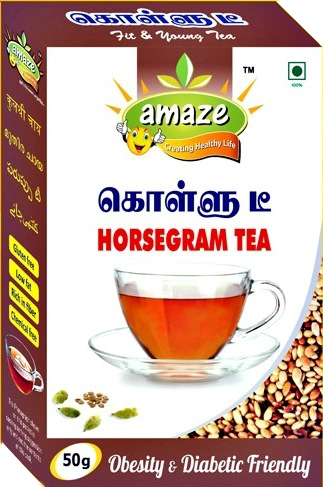 கொள்ளு டீ
Fit & Young Tea
TM
amaze
Creating Healthy Life
100%
கொள்ளு டீ
HORSEGRAM TEA
Gluten free
Low fat
Rich in fiber
Chemical free
50g
Obesity & Diabetic Friendly